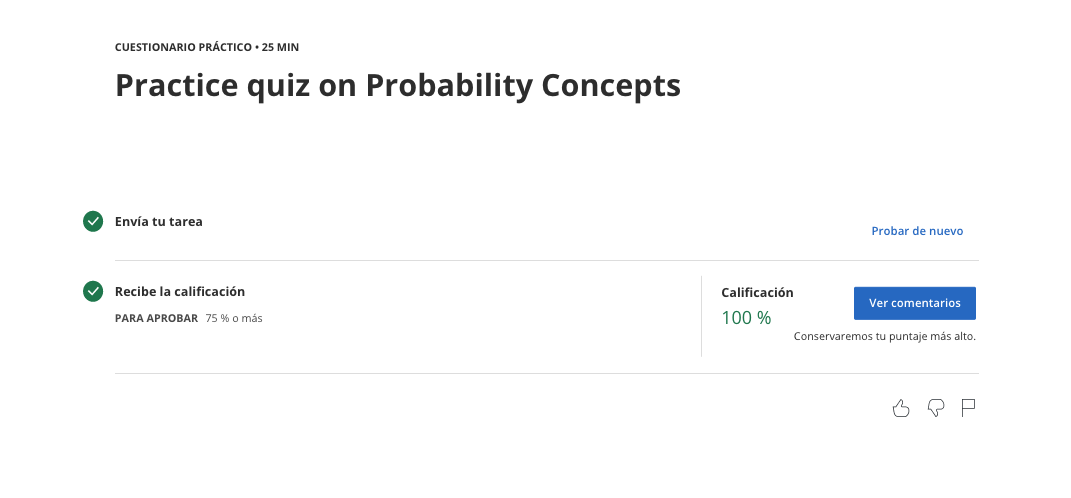 CUESTIONARIO PRÁCTICO • 25 MIN
Practice quiz on Probability Concepts
Envía tu tarea
Probar de nuevo
Recibe la calificación
PARA APROBAR 75 % o más
Calificación
100 %
Ver comentarios
Conservaremos tu puntaje más alto.